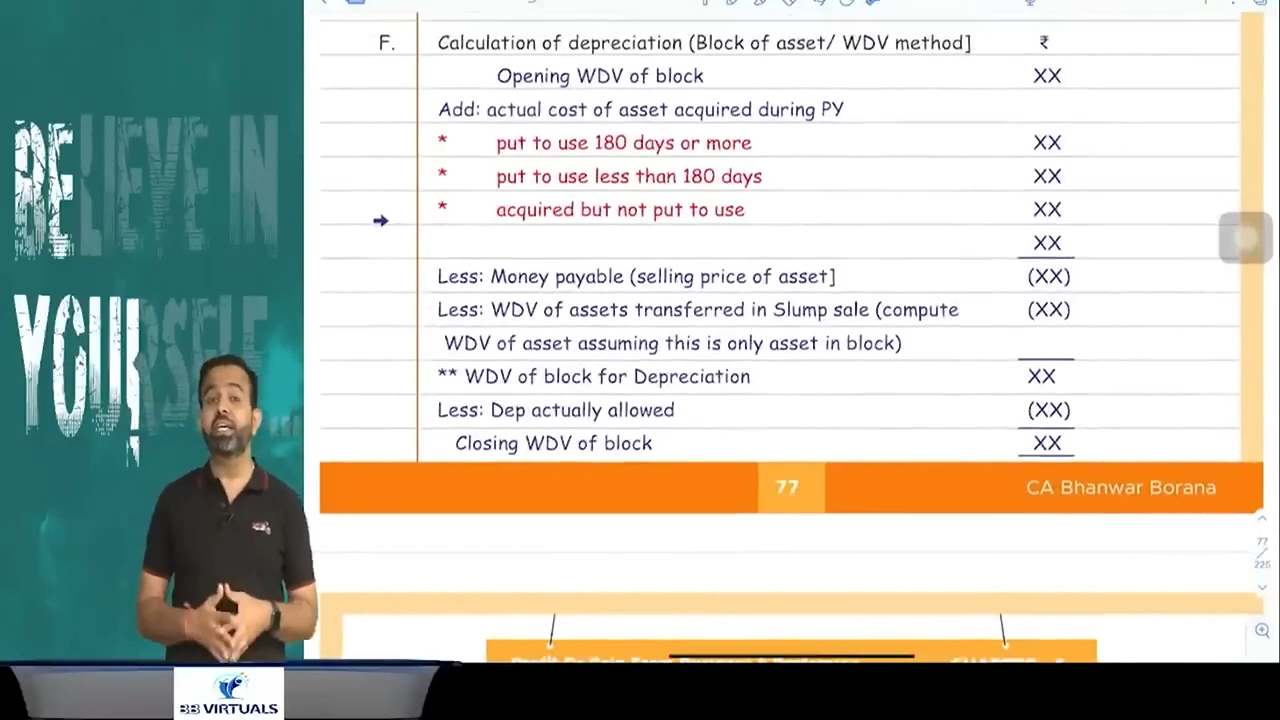 BELIEVE IN
YOURSELF
F. Calculation of depreciation (Block of asset/ WDV method] ₹
Opening WDV of block XX
Add: actual cost of asset acquired during PY
* put to use 180 days or more XX
* put to use less than 180 days XX
* acquired but not put to use XX
XX
Less: Money payable (selling price of asset] (XX)
Less: WDV of assets transferred in Slump sale (compute (XX)
WDV of asset assuming this is only asset in block)
** WDV of block for Depreciation XX
Less: Dep actually allowed (XX)
Closing WDV of block XX
77 CA Bhanwar Borana
77
/
225
BB VIRTUALS